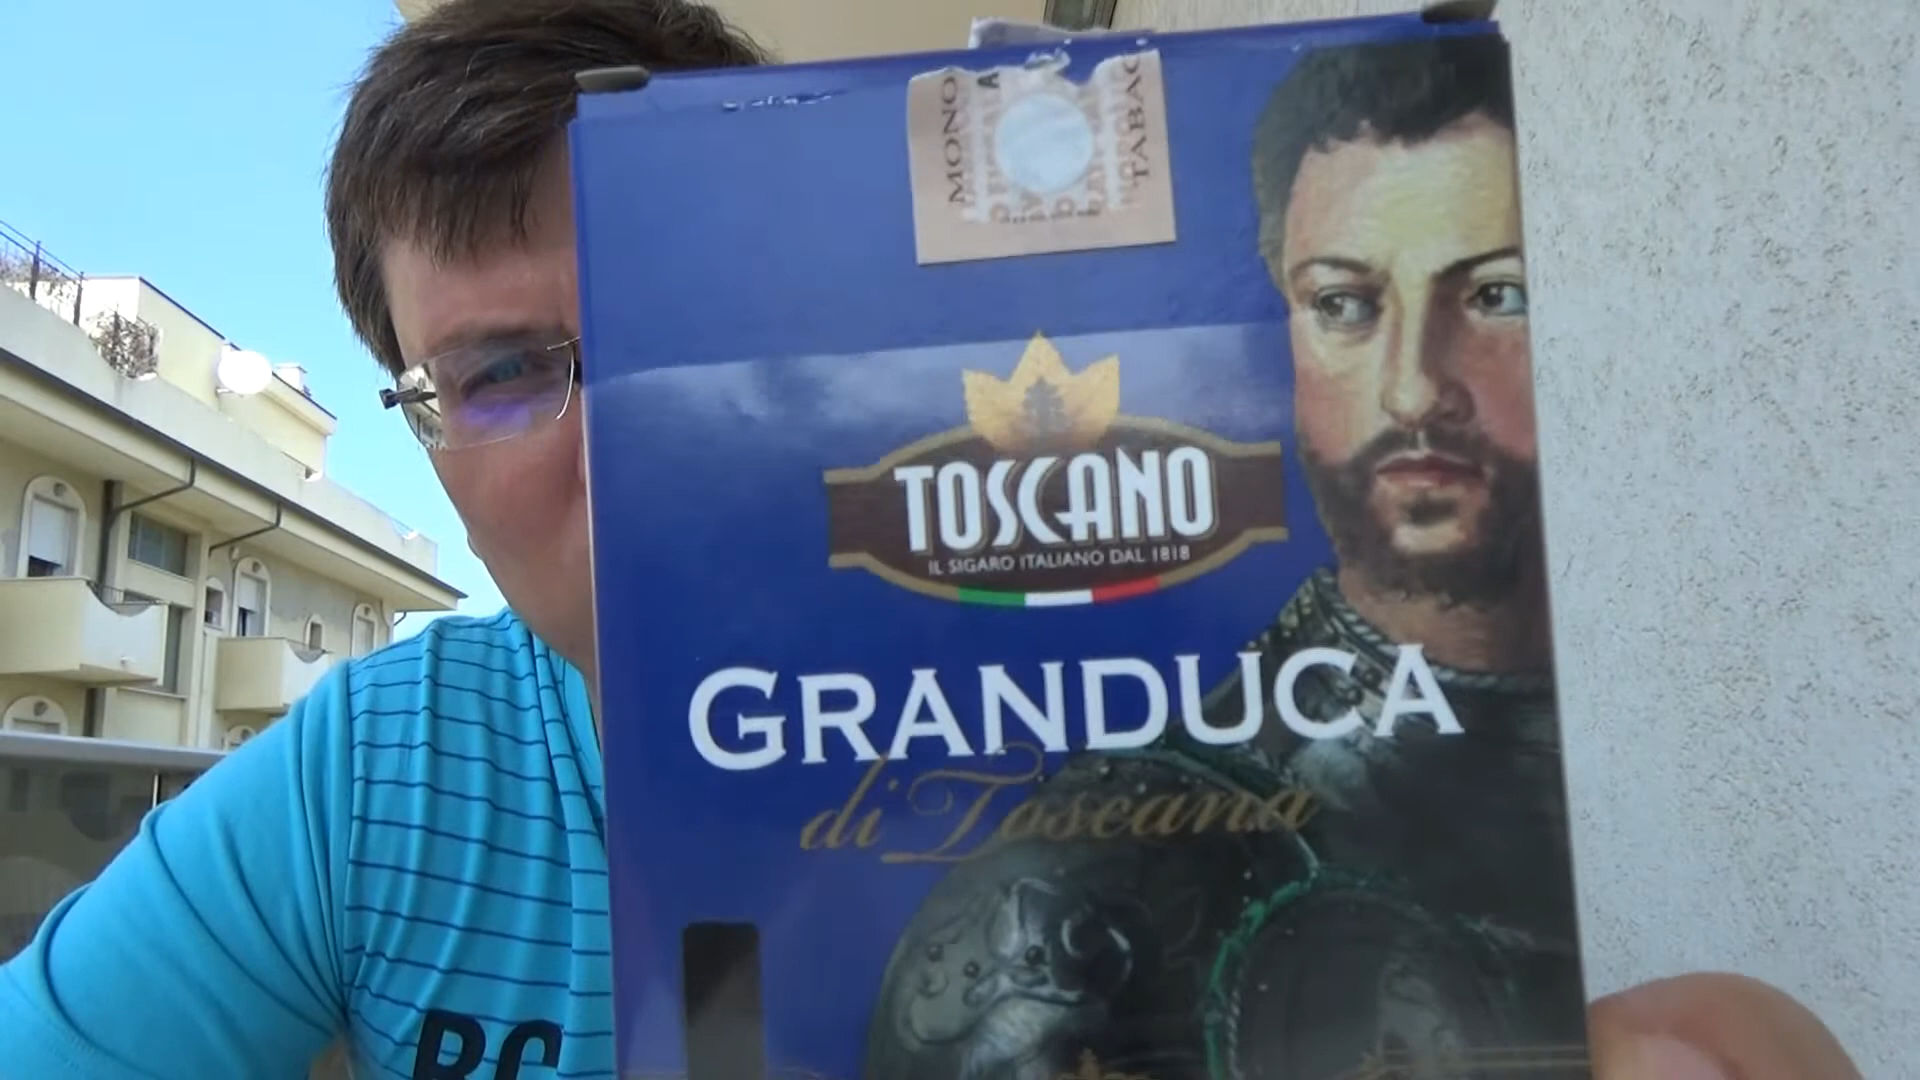 MONO
TABAC
TOSCANO
IL SIGARO ITALIANO DAL 1818
GRANDUCA
di Toscana